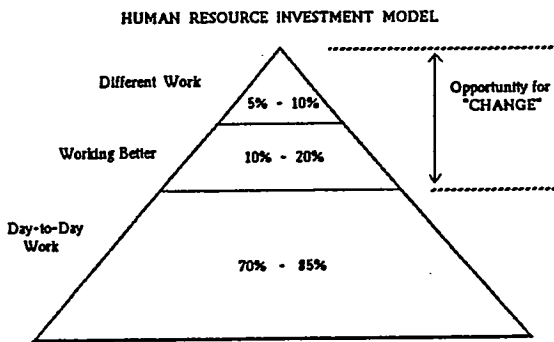 HUMAN RESOURCE INVESTMENT MODEL
Different Work
5% - 10%
Opportunity for
"CHANGE"
Working Better
10% - 20%
Day-to-Day
Work
70% - 85%